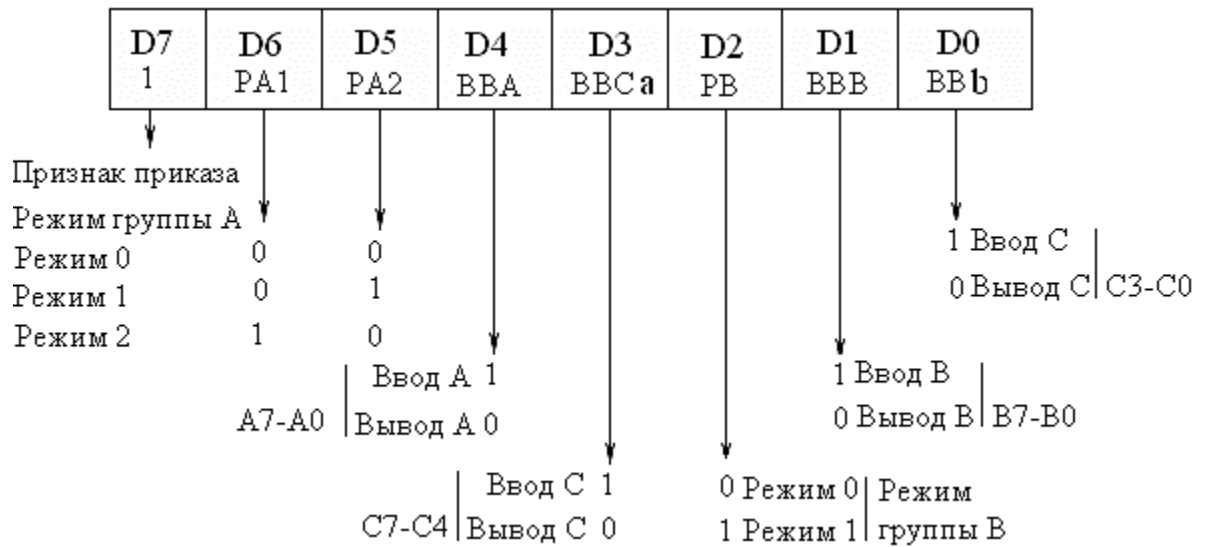 D7 D6 D5 D4 D3 D2 D1 D0
1 PA1 PA2 BBA BBCa PB BBB BBb
Признак приказа
Режим группы A
Режим 0 0 0
Режим 1 0 1
Режим 2 1 0
1 Ввод C
0 Вывод C C3-C0
Ввод A 1
A7-A0 Вывод A 0
1 Ввод B
0 Вывод B B7-B0
Ввод C 1
C7-C4 Вывод C 0
0 Режим 0 Режим
1 Режим 1 группы B